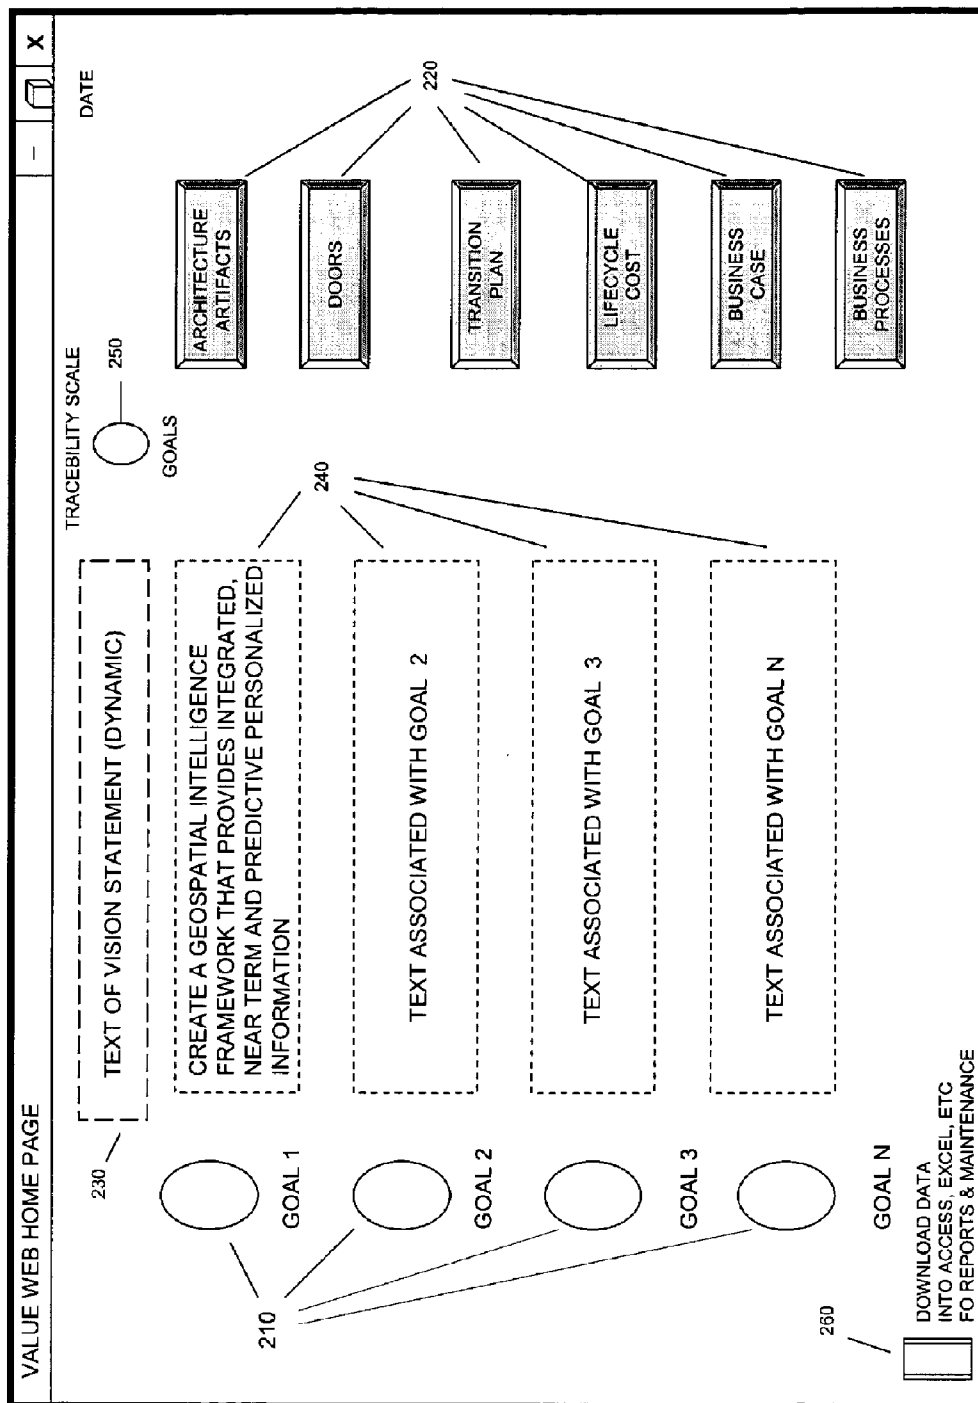 VALUE WEB HOME PAGE
– X
DATE
TRACEBILITY SCALE
250
GOALS
230
TEXT OF VISION STATEMENT (DYNAMIC)
210
GOAL 1
CREATE A GEOSPATIAL INTELLIGENCE
FRAMEWORK THAT PROVIDES INTEGRATED,
NEAR TERM AND PREDICTIVE PERSONALIZED
INFORMATION
GOAL 2
TEXT ASSOCIATED WITH GOAL 2
GOAL 3
TEXT ASSOCIATED WITH GOAL 3
GOAL N
TEXT ASSOCIATED WITH GOAL N
240
220
ARCHITECTURE
ARTIFACTS
DOORS
TRANSITION
PLAN
LIFECYCLE
COST
BUSINESS
CASE
BUSINESS
PROCESSES
260
DOWNLOAD DATA
INTO ACCESS, EXCEL, ETC
FO REPORTS & MAINTENANCE